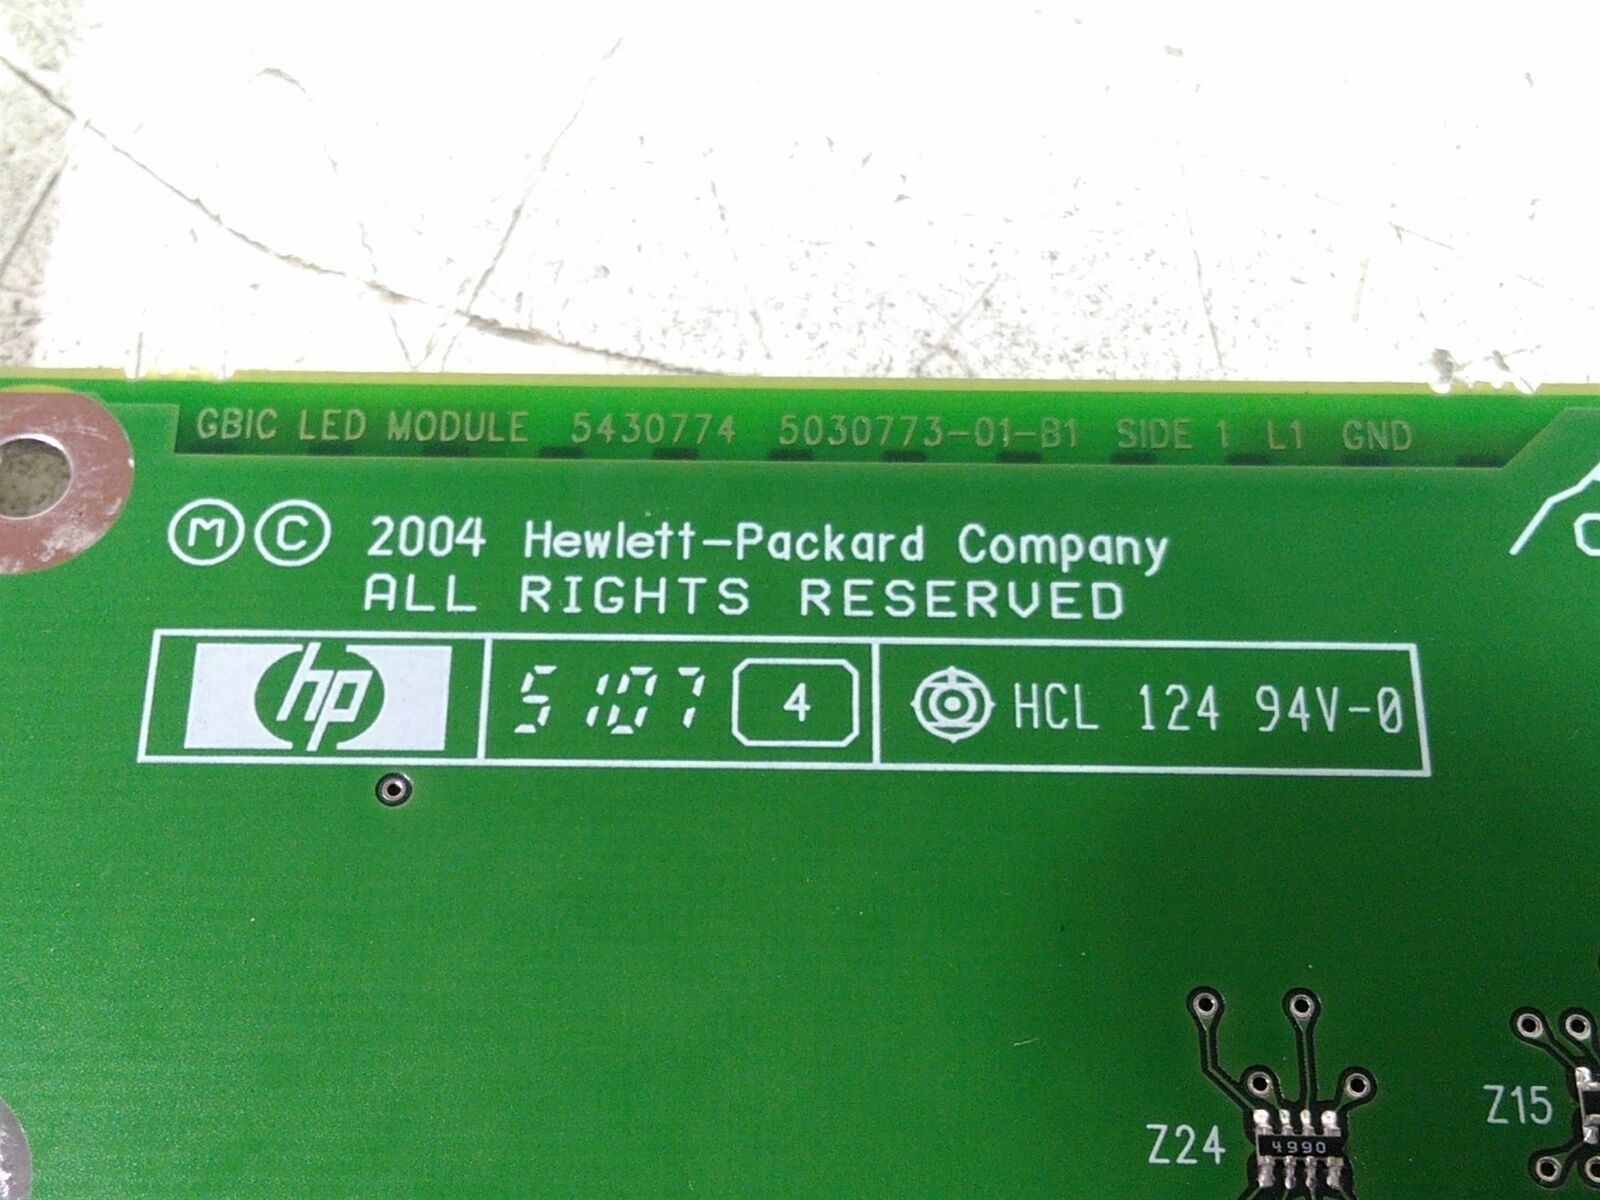 GBIC LED MODULE 5430774 5030773-01-B1 SIDE 1 L1 GND
Ⓜ © 2004 Hewlett-Packard Company
ALL RIGHTS RESERVED
hp 5107 4 HCL 124 94V-0
Z15
Z24
4990